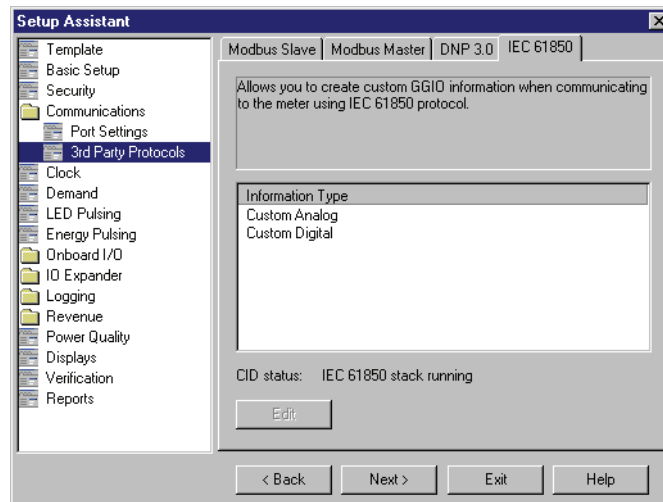 Setup Assistant
Template
Basic Setup
Security
Communications
Port Settings
3rd Party Protocols
Clock
Demand
LED Pulsing
Energy Pulsing
Onboard I/O
IO Expander
Logging
Revenue
Power Quality
Displays
Verification
Reports
Modbus Slave
Modbus Master
DNP 3.0
IEC 61850
Allows you to create custom GGIO information when communicating
to the meter using IEC 61850 protocol.
Information Type
Custom Analog
Custom Digital
CID status: IEC 61850 stack running
Edit
< Back
Next >
Exit
Help